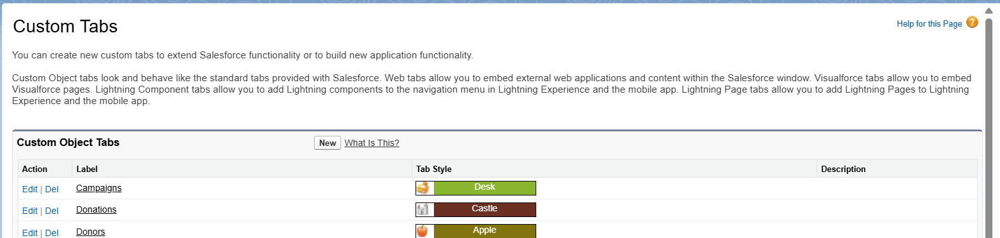 Custom Tabs
Help for this Page ?
You can create new custom tabs to extend Salesforce functionality or to build new application functionality.
Custom Object tabs look and behave like the standard tabs provided with Salesforce. Web tabs allow you to embed external web applications and content within the Salesforce window. Visualforce tabs allow you to embed
Visualforce pages. Lightning Component tabs allow you to add Lightning components to the navigation menu in Lightning Experience and the mobile app. Lightning Page tabs allow you to add Lightning Pages to Lightning
Experience and the mobile app.
Custom Object Tabs New What Is This?
Action Label Tab Style Description
Edit | Del Campaigns Desk
Edit | Del Donations Castle
Edit | Del Donors Apple